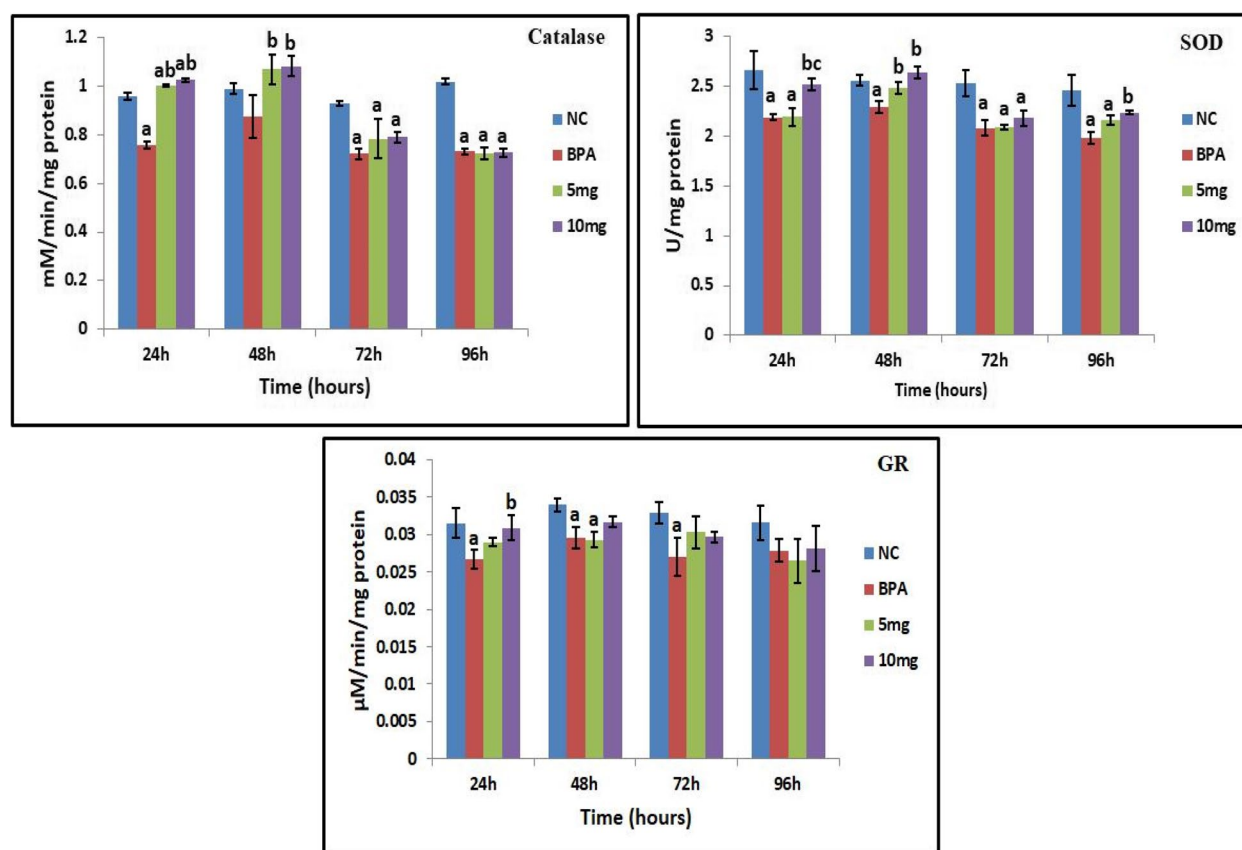 Catalase
mM/min/mg protein
1.2
1
0.8
0.6
0.4
0.2
0
a ab ab
b b
a a
a a a
24h 48h 72h 96h
Time (hours)
NC
BPA
5mg
10mg
SOD
U/mg protein
3
2.5
2
1.5
1
0.5
0
a a bc
a b b
a a a
a a b
24h 48h 72h 96h
Time (hours)
NC
BPA
5mg
10mg
GR
µM/min/mg protein
0.04
0.035
0.03
0.025
0.02
0.015
0.01
0.005
0
a b
a a
a
24h 48h 72h 96h
Time (hours)
NC
BPA
5mg
10mg